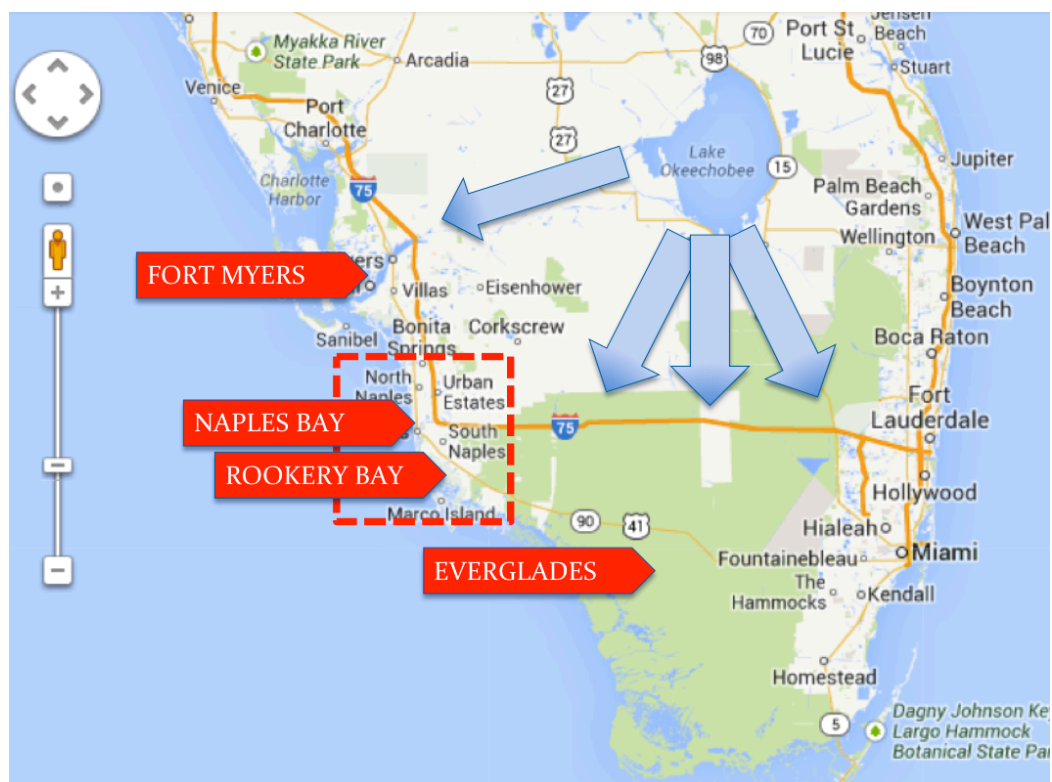 Myakka River
State Park
Arcadia
Venice
Port
Charlotte
Charlotte
Harbor
75
98
27
27
70
Port St
Lucie
Jensen
Beach
Stuart
Lake
Okeechobee
15
Jupiter
Palm Beach
Gardens
West Pal
Beach
Wellington
FORT MYERS
ers
Villas
Eisenhower
Boynton
Beach
Sanibel
Bonita
Springs
Corkscrew
Boca Raton
North
Naples
Urban
Estates
NAPLES BAY
South
Naples
75
Fort
Lauderdale
ROOKERY BAY
Marco Island
Hollywood
90
41
Hialeah
EVERGLADES
Fountainebleau
Miami
The
Hammocks
Kendall
Homestead
5
Dagny Johnson Key
Largo Hammock
Botanical State Par